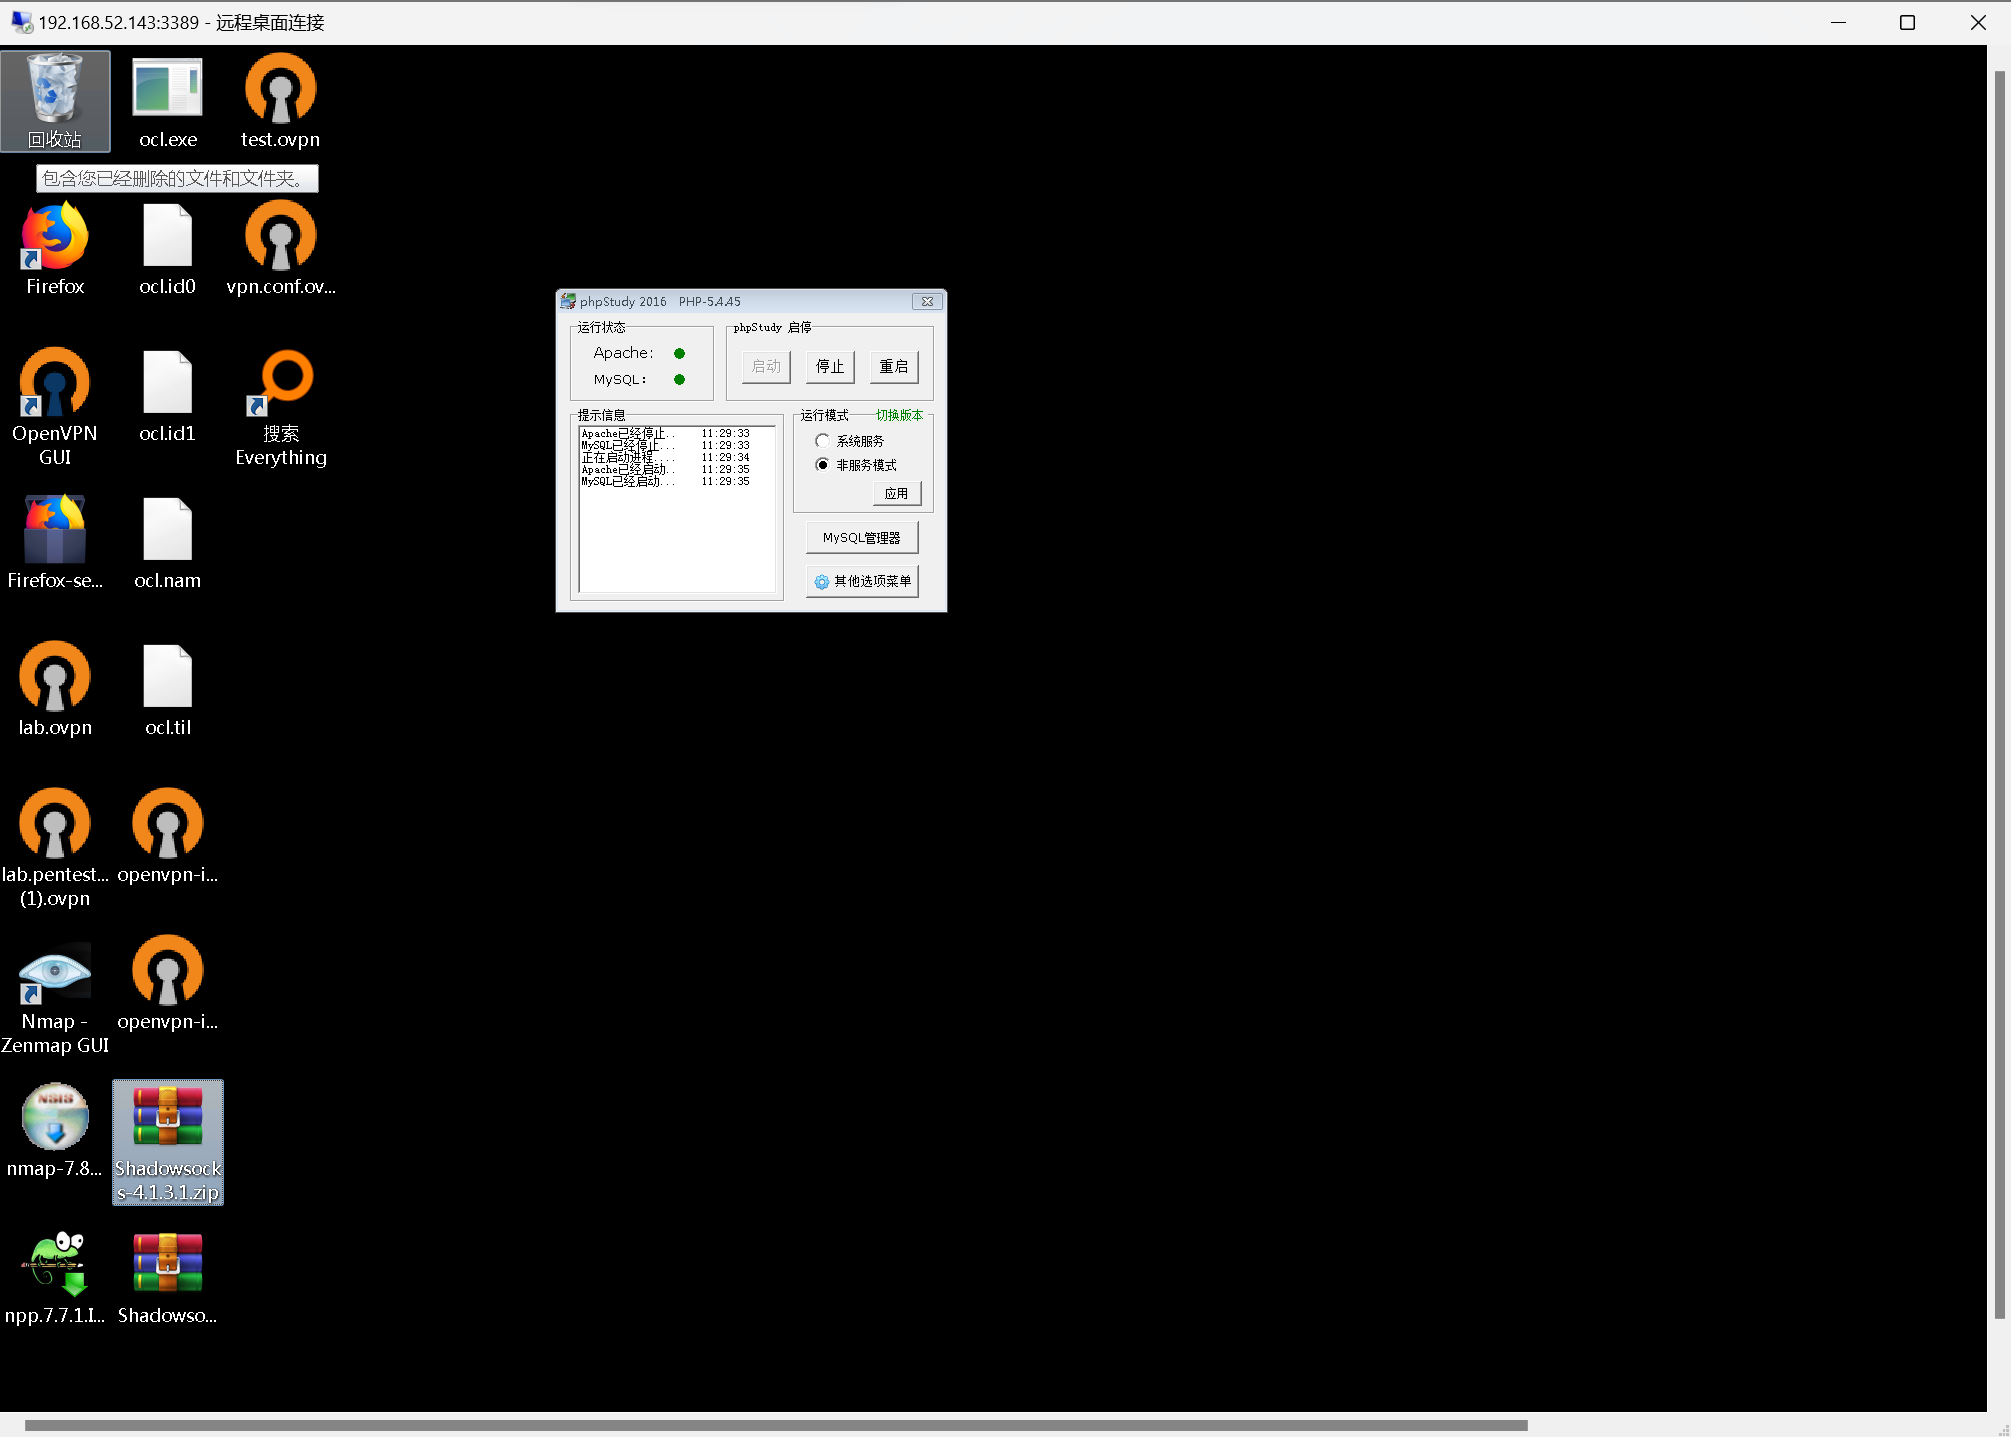 192.168.52.143:3389 - 远程桌面连接
回收站
ocl.exe
test.ovpn
包含您已经删除的文件和文件夹。
Firefox
ocl.id0
vpn.conf.ov...
OpenVPN
GUI
ocl.id1
搜索
Everything
Firefox-se...
ocl.nam
lab.ovpn
ocl.til
lab.pentest...
(1).ovpn
openvpn-i...
Nmap -
Zenmap GUI
openvpn-i...
NSIS
nmap-7.8...
Shadowsock
s-4.1.3.1.zip
npp.7.7.1.I...
Shadowso...
phpStudy 2016 PHP-5.4.45
运行状态
Apache:
MySQL:
phpStudy 启停
启动
停止
重启
提示信息
Apache已经停止.. 11:29:33
MySQL已经停止... 11:29:33
正在启动进程.... 11:29:34
Apache已经启动.. 11:29:35
MySQL已经启动... 11:29:35
运行模式
切换版本
系统服务
非服务模式
应用
MySQL管理器
其他选项菜单